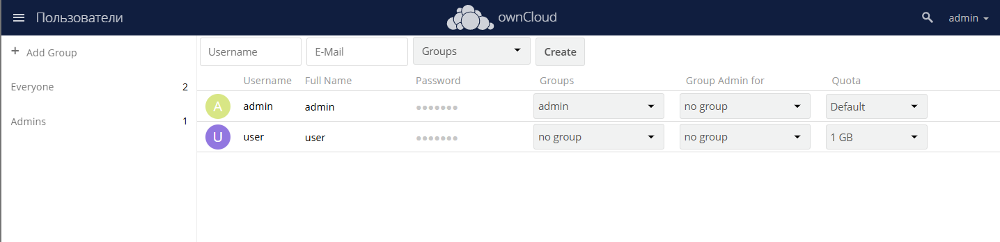 Пользователи ownCloud admin
+ Add Group Username E-Mail Groups Create
Username Full Name Password Groups Group Admin for Quota
Everyone 2
A admin admin ●●●●●●● admin no group Default
Admins 1
U user user ●●●●●●● no group no group 1 GB